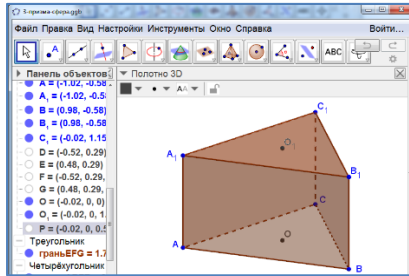 3-призма-сфера.ggb
Файл Правка Вид Настройки Инструменты Окно Справка
Войти...
ABC
Панель объектов
Полотно 3D
AA
A = (-1.02, -0.58
A₁ = (-1.02, -0.5
B = (0.98, -0.58)
B₁ = (0.98, -0.58
C₁ = (-0.02, 1.15
D = (-0.52, 0.29)
E = (0.48, 0.29,
F = (-0.52, 0.29,
G = (0.48, 0.29,
O = (-0.02, 0, 0)
O₁ = (-0.02, 0, 1.
P = (-0.02, 0, 0.5
Треугольник
граньEFG = 1.7
Четырёхугольник
C₁
O₁
A₁
B₁
C
A
O
B